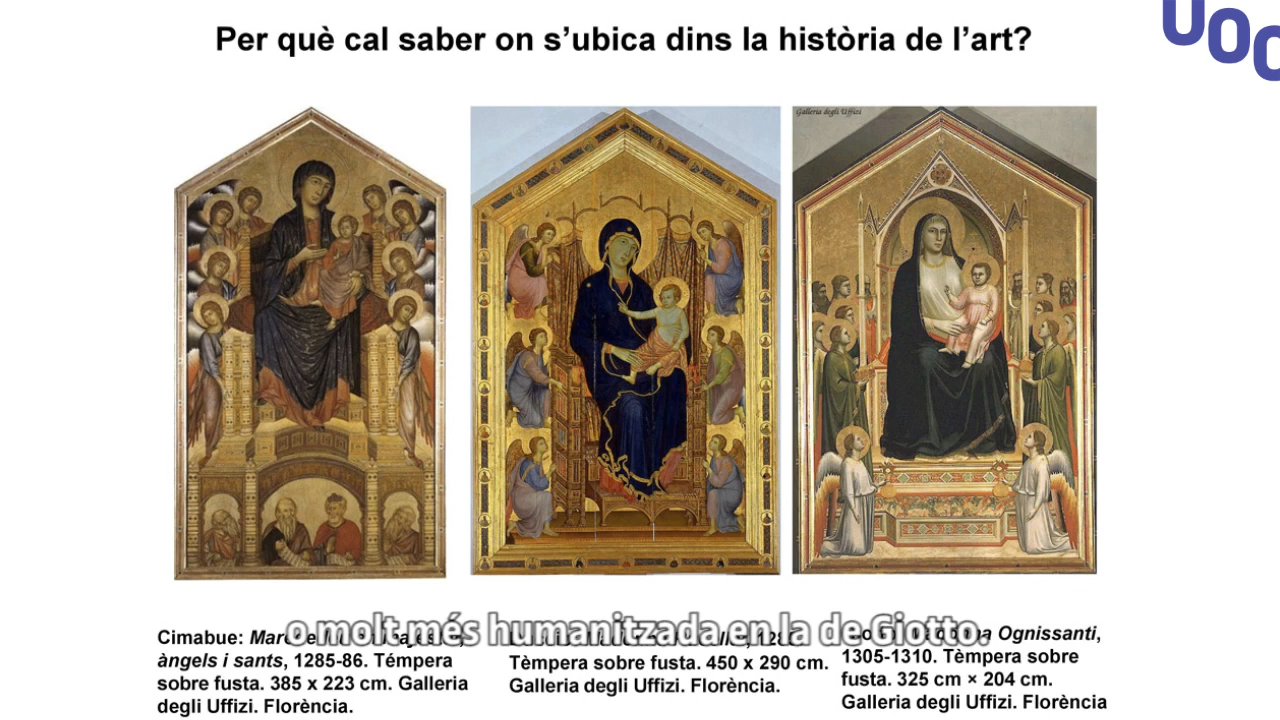 Per què cal saber on s’ubica dins la història de l’art?
UOC
Galleria degli Uffizi
o molt més humanitzada en la de Giotto.
Cimabue:
àngels i sants, 1285-86. Témpera
sobre fusta. 385 x 223 cm. Galleria
degli Uffizi. Florència.
Tèmpera sobre fusta. 450 x 290 cm.
Galleria degli Uffizi. Florència.
Ognissanti,
1305-1310. Tèmpera sobre
fusta. 325 cm × 204 cm.
Galleria degli Uffizi. Florència